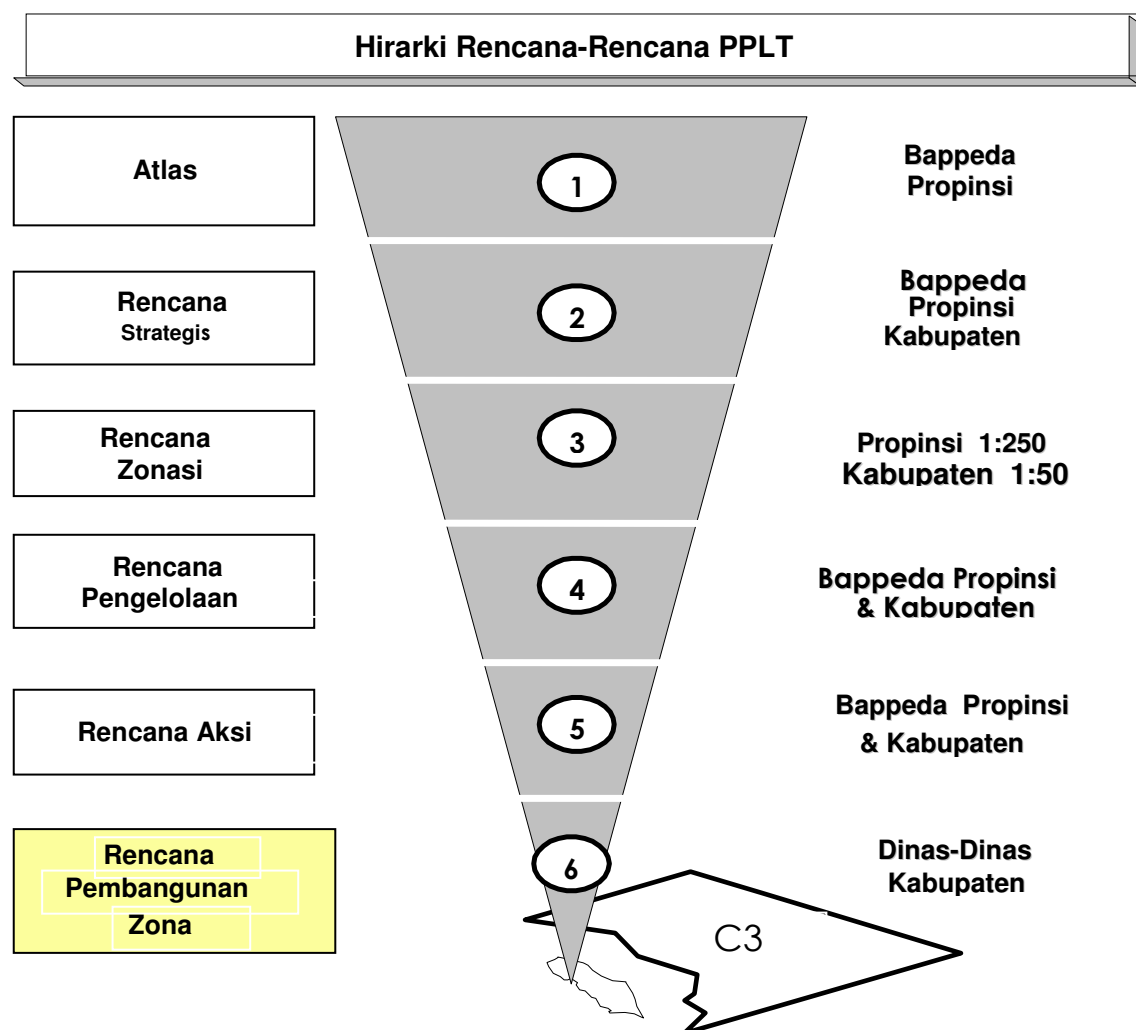 Hirarki Rencana-Rencana PPLT
Atlas
1
Bappeda
Propinsi
Rencana
Strategis
2
Bappeda
Propinsi
Kabupaten
Rencana
Zonasi
3
Propinsi 1:250
Kabupaten 1:50
Rencana
Pengelolaan
4
Bappeda Propinsi
& Kabupaten
Rencana Aksi
5
Bappeda Propinsi
& Kabupaten
Rencana
Pembangunan
Zona
6
Dinas-Dinas
Kabupaten
C3